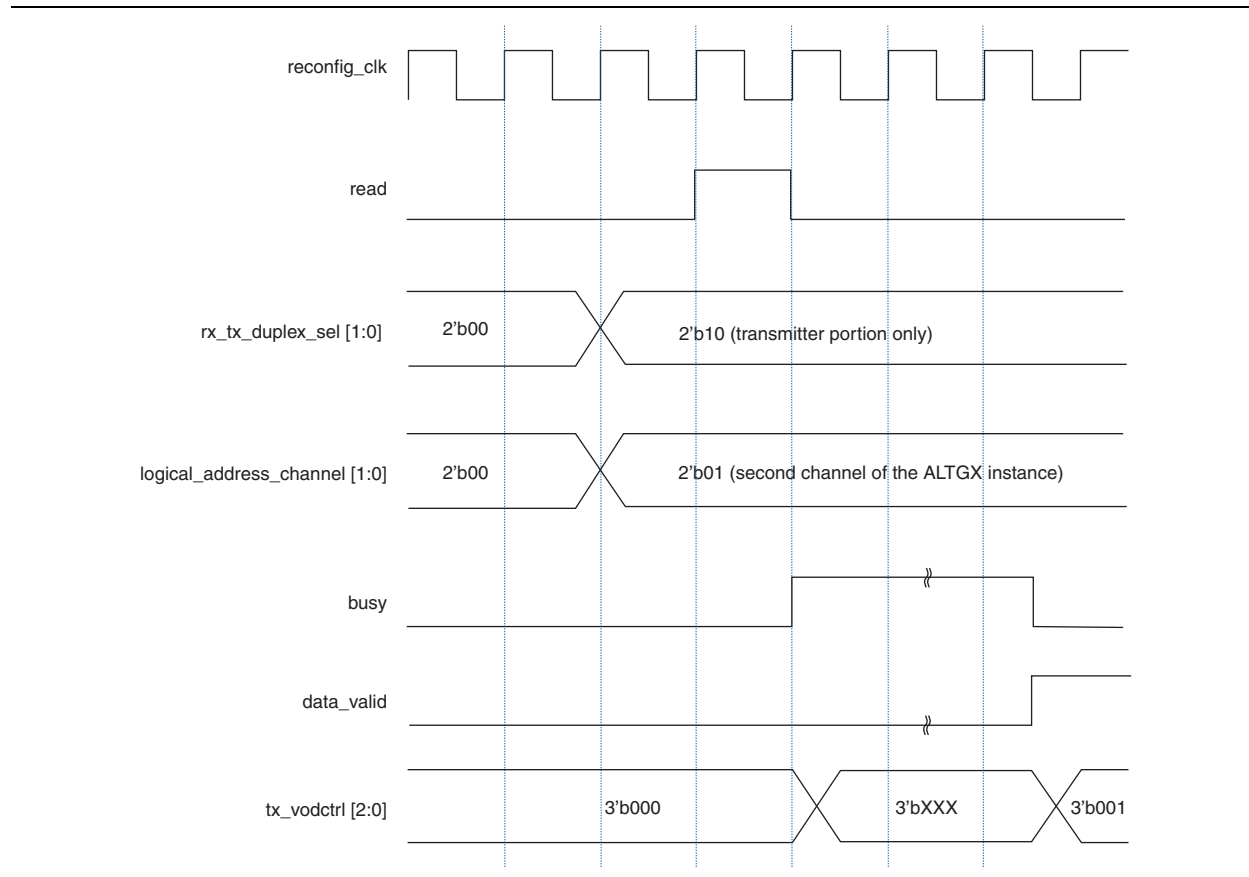 reconfig_clk
read
rx_tx_duplex_sel [1:0]
2'b00
2'b10 (transmitter portion only)
logical_address_channel [1:0]
2'b00
2'b01 (second channel of the ALTGX instance)
busy
data_valid
tx_vodctrl [2:0]
3'b000
3'bXXX
3'b001